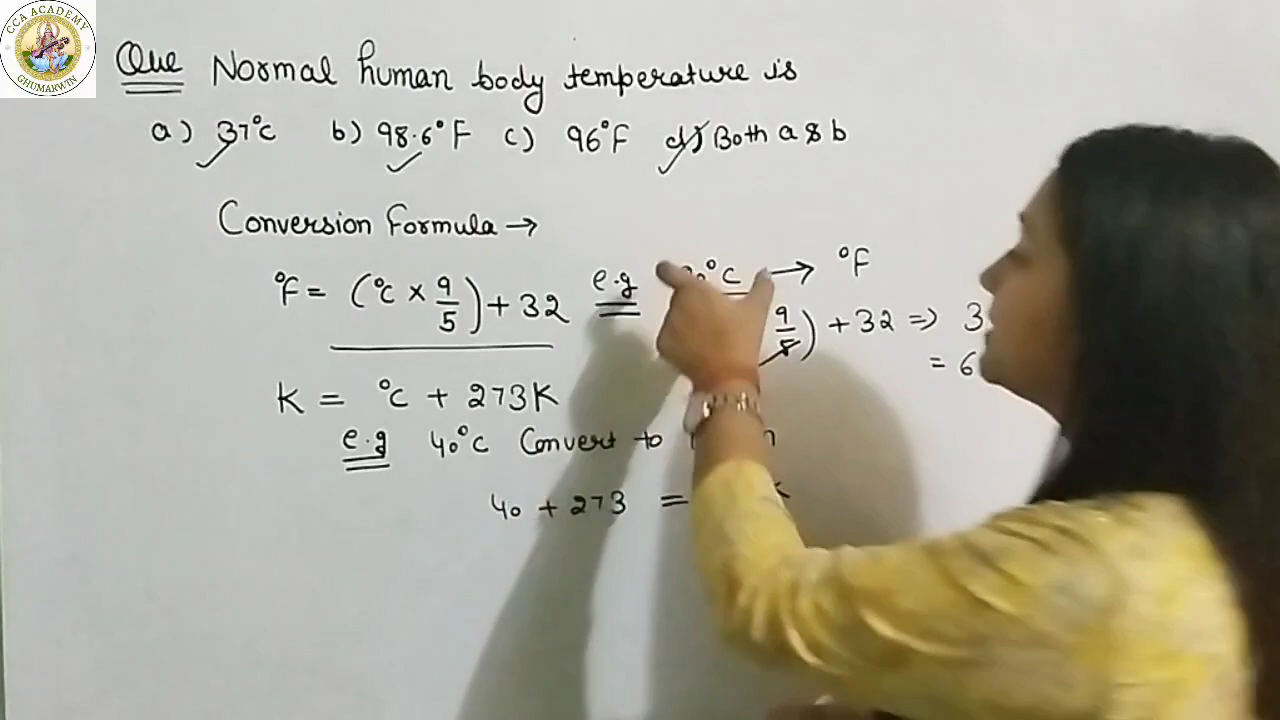 CCA ACADEMY
GHUMARWIN
Que Normal human body temperature is
a) 37°C b) 98.6°F c) 96°F d) Both a & b
Conversion Formula →
°F = (°C × 9/5) + 32 e.g °C → °F
9/5) + 32 ⇒ 3
= 6
K = °C + 273K
e.g 40°C Convert to
40 + 273 =